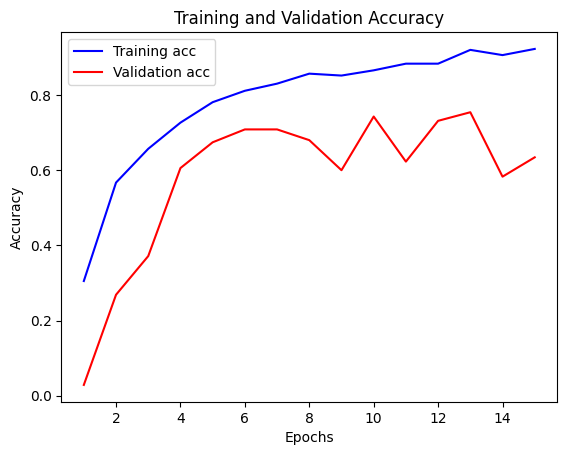 Training and Validation Accuracy
Training acc
Validation acc
Accuracy
0.8
0.6
0.4
0.2
0.0
2 4 6 8 10 12 14
Epochs